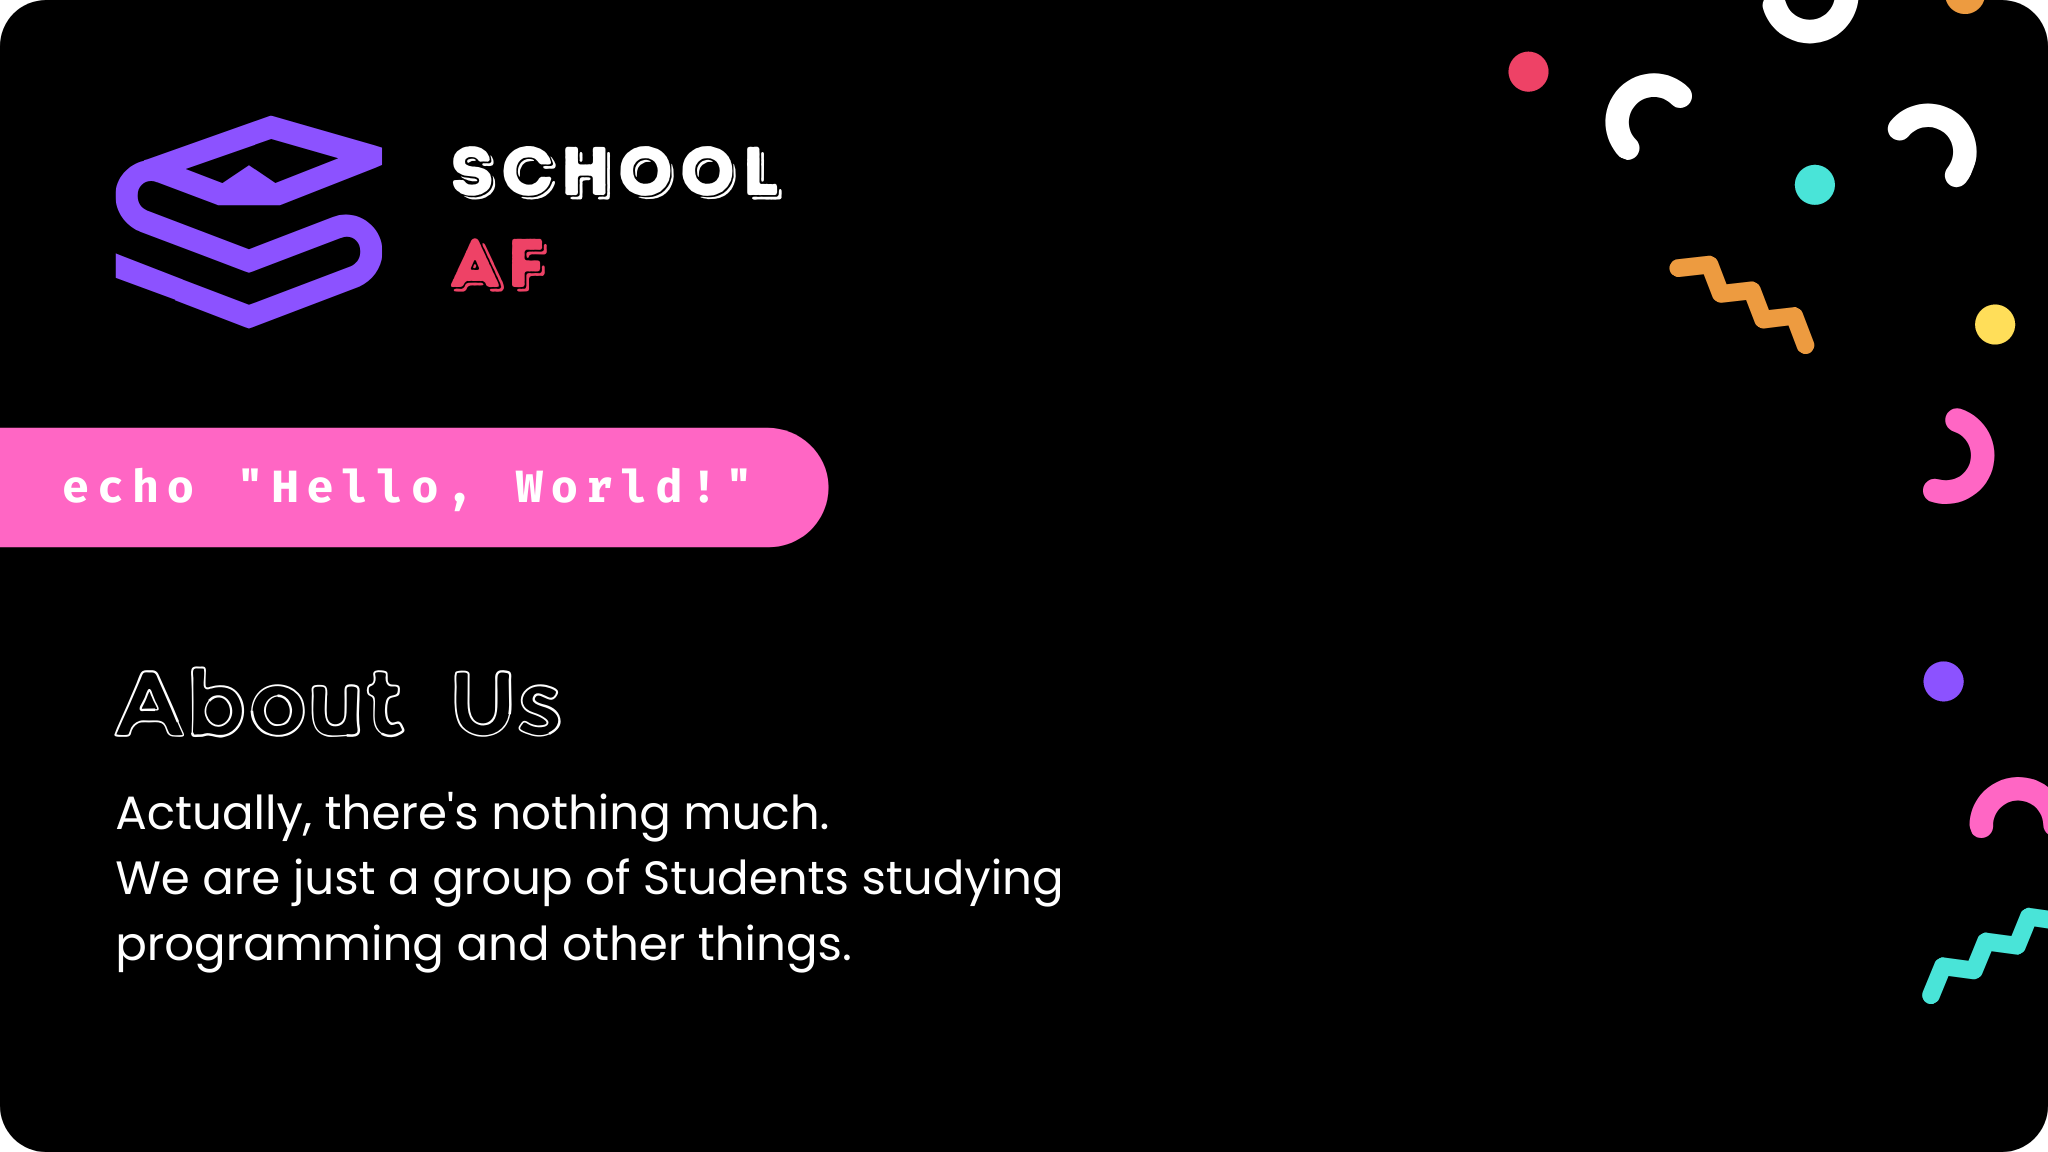 SCHOOL
AF
echo "Hello, World!"
About Us
Actually, there's nothing much.
We are just a group of Students studying
programming and other things.